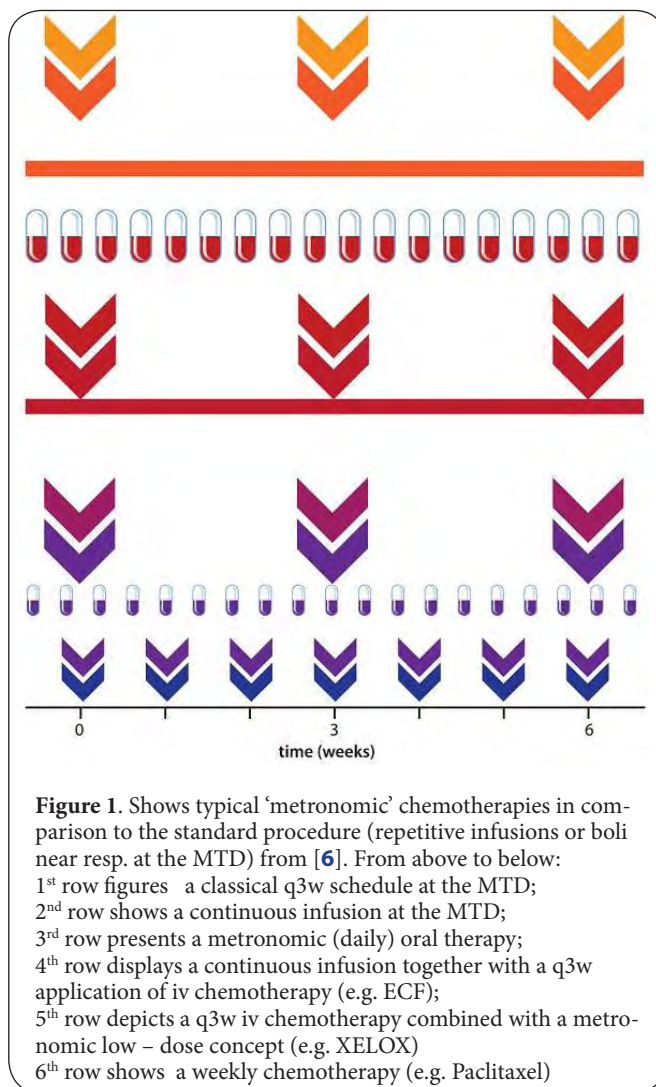 0 3 6
time (weeks)
Figure 1. Shows typical ‘metronomic’ chemotherapies in com-
parison to the standard procedure (repetitive infusions or boli
near resp. at the MTD) from [6]. From above to below:
1st row figures a classical q3w schedule at the MTD;
2nd row shows a continuous infusion at the MTD;
3rd row presents a metronomic (daily) oral therapy;
4th row displays a continuous infusion together with a q3w
application of iv chemotherapy (e.g. ECF);
5th row depicts a q3w iv chemotherapy combined with a metro-
nomic low – dose concept (e.g. XELOX)
6th row shows a weekly chemotherapy (e.g. Paclitaxel)